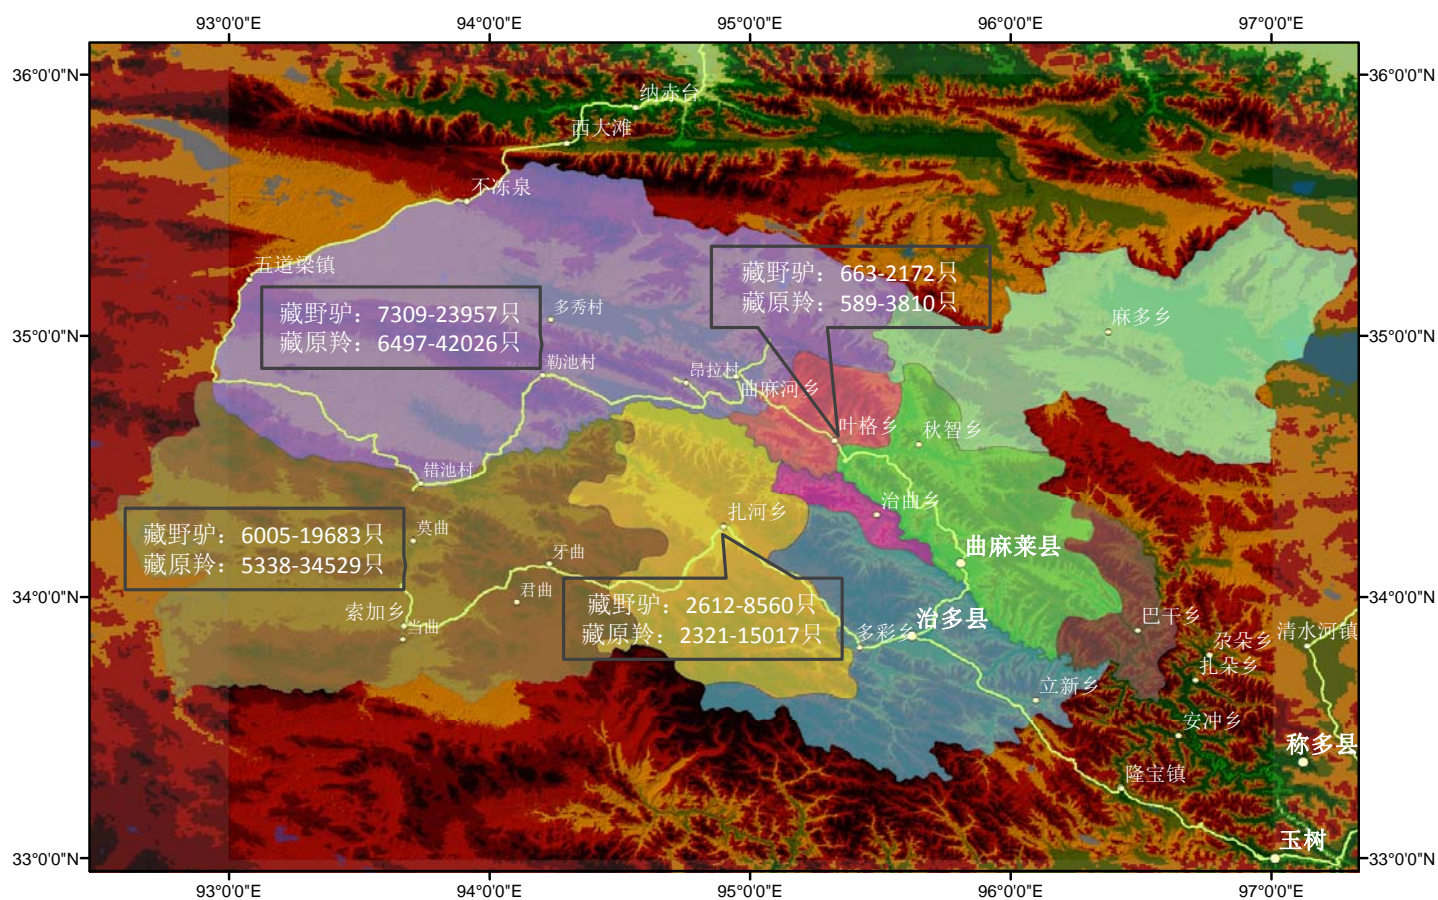 93°0'0"E
94°0'0"E
95°0'0"E
96°0'0"E
97°0'0"E
36°0'0"N
36°0'0"N
纳赤台
西大滩
不冻泉
五道梁镇
藏野驴：663-2172只
藏原羚：589-3810只
藏野驴：7309-23957只
藏原羚：6497-42026只
多秀村
麻多乡
35°0'0"N
35°0'0"N
勒池村
昂拉村
曲麻河乡
叶格乡
秋智乡
错池村
治曲乡
扎河乡
藏野驴：6005-19683只
藏原羚：5338-34529只
莫曲
牙曲
曲麻莱县
君曲
34°0'0"N
34°0'0"N
藏野驴：2612-8560只
藏原羚：2321-15017只
索加乡
当曲
多彩乡
治多县
巴干乡
尕朵乡
清水河镇
扎朵乡
立新乡
安冲乡
称多县
隆宝镇
玉树
33°0'0"N
33°0'0"N
93°0'0"E
94°0'0"E
95°0'0"E
96°0'0"E
97°0'0"E